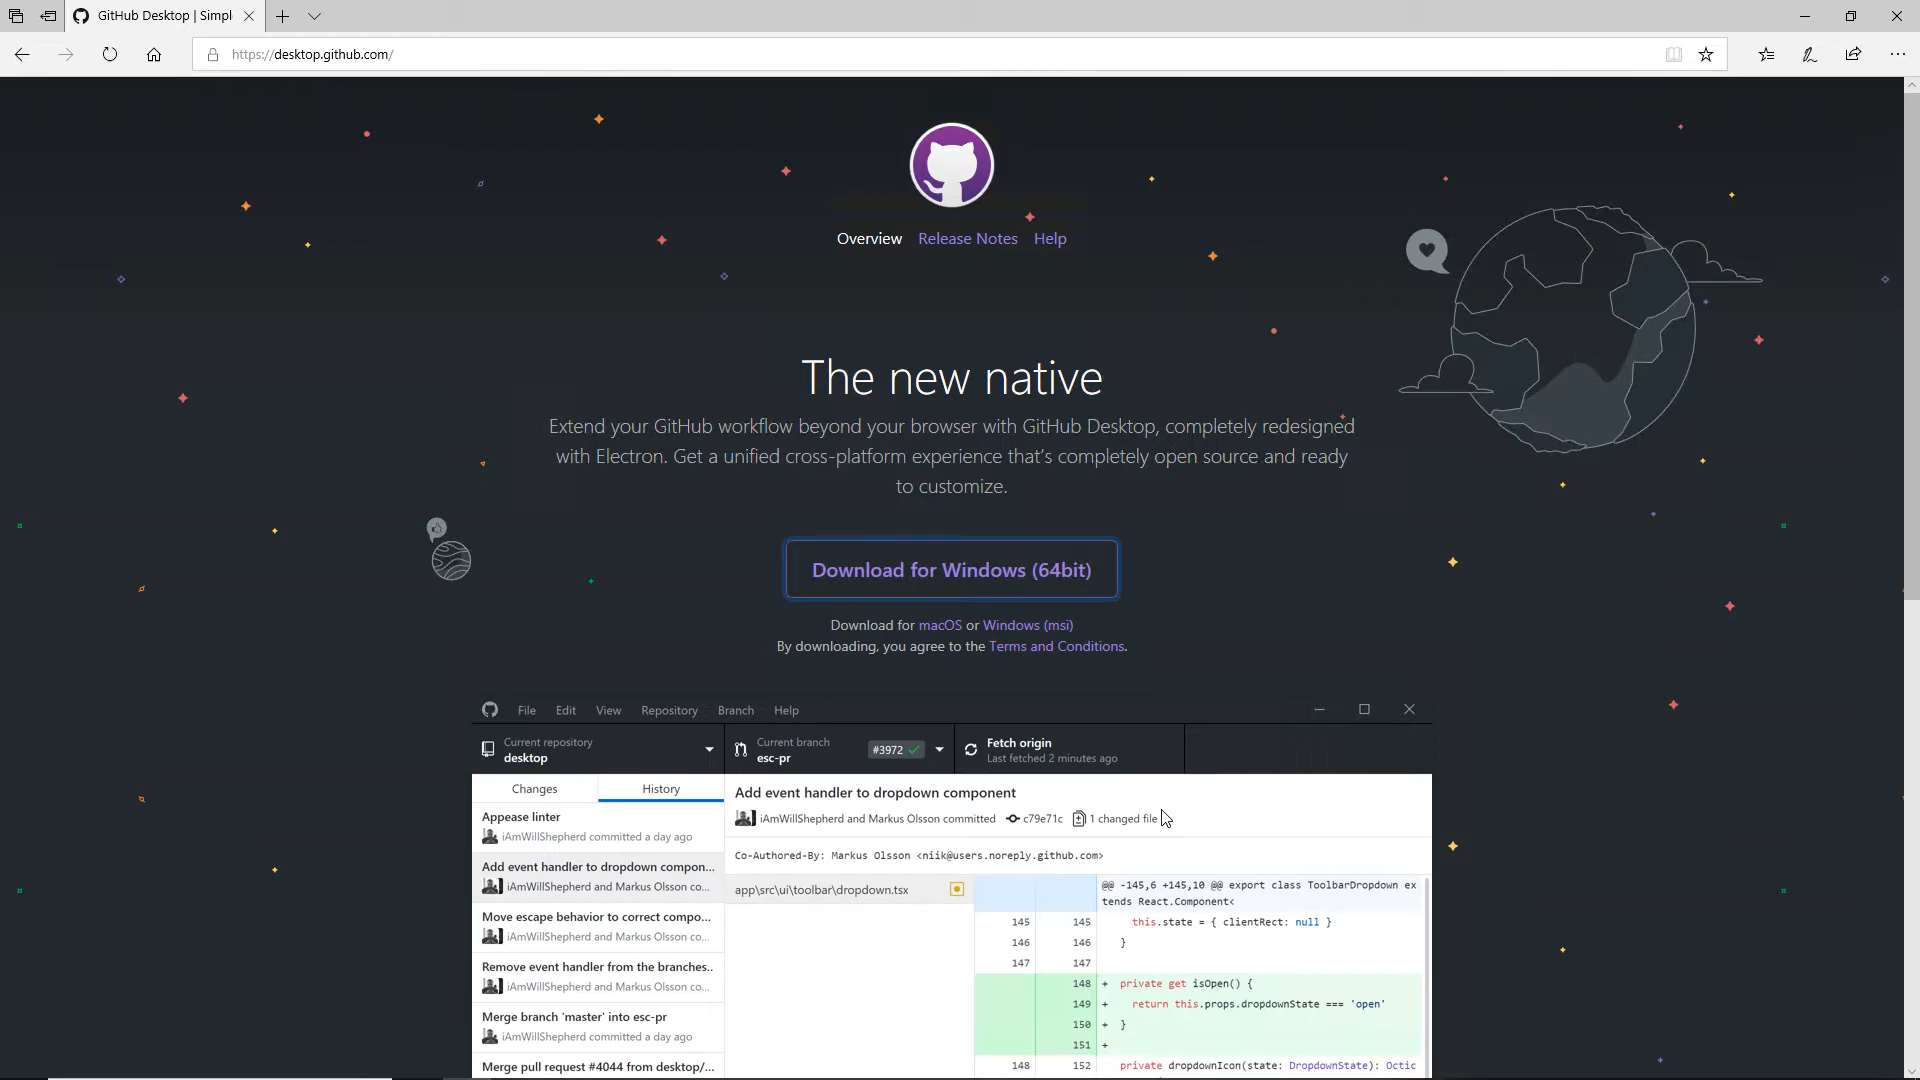 GitHub Desktop | Simpl
https://desktop.github.com/
Overview Release Notes Help
The new native
Extend your GitHub workflow beyond your browser with GitHub Desktop, completely redesigned
with Electron. Get a unified cross-platform experience that's completely open source and ready
to customize.
Download for Windows (64bit)
Download for macOS or Windows (msi)
By downloading, you agree to the Terms and Conditions.
File Edit View Repository Branch Help
Current repository
desktop
Current branch
esc-pr
#3972
Fetch origin
Last fetched 2 minutes ago
Changes History
Appease linter
iAmWillShepherd committed a day ago
Add event handler to dropdown compon...
iAmWillShepherd and Markus Olsson co...
Move escape behavior to correct compo...
iAmWillShepherd and Markus Olsson co...
Remove event handler from the branches..
iAmWillShepherd and Markus Olsson co...
Merge branch 'master' into esc-pr
iAmWillShepherd committed a day ago
Merge pull request #4044 from desktop/...
Add event handler to dropdown component
iAmWillShepherd and Markus Olsson committed c79e71c 1 changed file
Co-Authored-By: Markus Olsson <niik@users.noreply.github.com>
app\src\ui\toolbar\dropdown.tsx
@@ -145,6 +145,10 @@ export class ToolbarDropdown ex
tends React.Component<
145 145 this.state = { clientRect: null }
146 146 }
147 147
148 + private get isOpen() {
149 + return this.props.dropdownState === 'open'
150 + }
151 +
148 152 private dropdownIcon(state: DropdownState): Octic